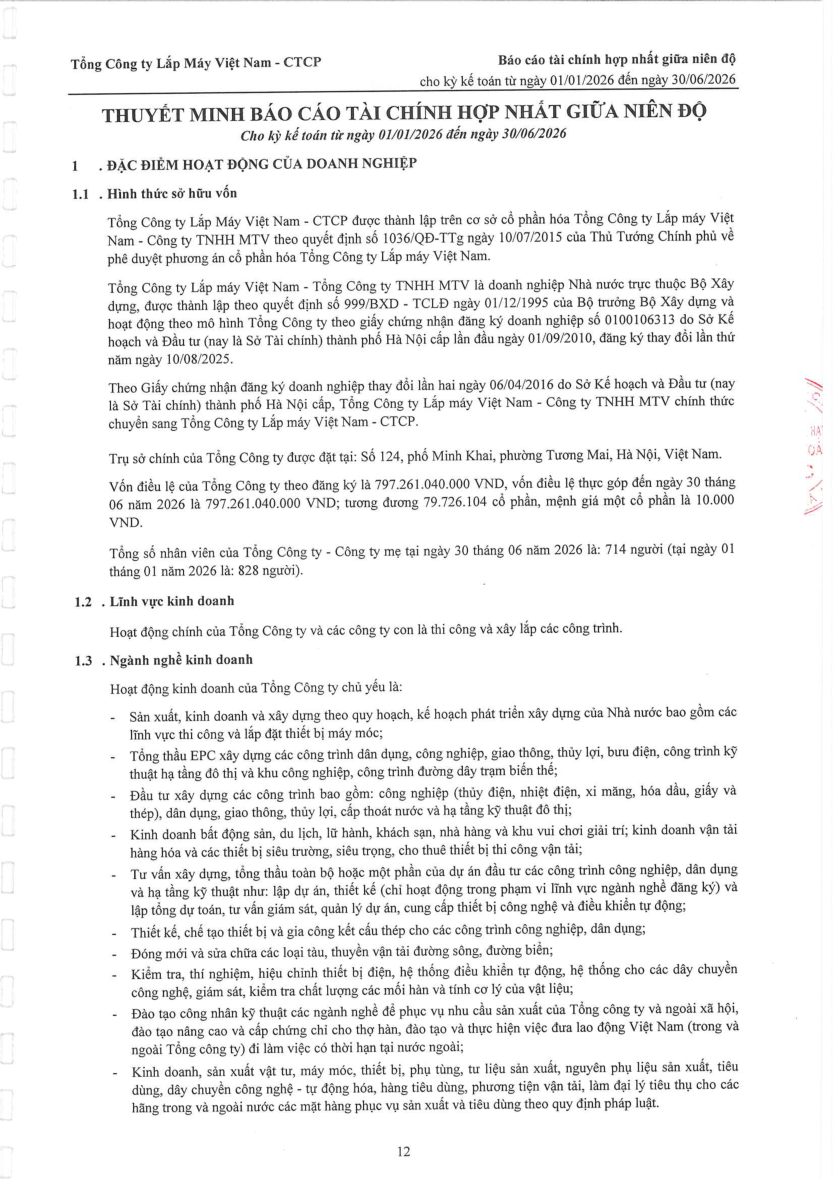 Tổng Công ty Lắp Máy Việt Nam - CTCP
Báo cáo tài chính hợp nhất giữa niên độ
cho kỳ kế toán từ ngày 01/01/2026 đến ngày 30/06/2026
THUYẾT MINH BÁO CÁO TÀI CHÍNH HỢP NHẤT GIỮA NIÊN ĐỘ
Cho kỳ kế toán từ ngày 01/01/2026 đến ngày 30/06/2026
1 . ĐẶC ĐIỂM HOẠT ĐỘNG CỦA DOANH NGHIỆP
1.1 . Hình thức sở hữu vốn
Tổng Công ty Lắp Máy Việt Nam - CTCP được thành lập trên cơ sở cổ phần hóa Tổng Công ty Lắp máy Việt
Nam - Công ty TNHH MTV theo quyết định số 1036/QĐ-TTg ngày 10/07/2015 của Thủ Tướng Chính phủ về
phê duyệt phương án cổ phần hóa Tổng Công ty Lắp máy Việt Nam.
Tổng Công ty Lắp máy Việt Nam - Tổng Công ty TNHH MTV là doanh nghiệp Nhà nước trực thuộc Bộ Xây
dựng, được thành lập theo quyết định số 999/BXD - TCLĐ ngày 01/12/1995 của Bộ trưởng Bộ Xây dựng và
hoạt động theo mô hình Tổng Công ty theo giấy chứng nhận đăng ký doanh nghiệp số 0100106313 do Sở Kế
hoạch và Đầu tư (nay là Sở Tài chính) thành phố Hà Nội cấp lần đầu ngày 01/09/2010, đăng ký thay đổi lần thứ
năm ngày 10/08/2025.
Theo Giấy chứng nhận đăng ký doanh nghiệp thay đổi lần hai ngày 06/04/2016 do Sở Kế hoạch và Đầu tư (nay
là Sở Tài chính) thành phố Hà Nội cấp, Tổng Công ty Lắp máy Việt Nam - Công ty TNHH MTV chính thức
chuyển sang Tổng Công ty Lắp máy Việt Nam - CTCP.
Trụ sở chính của Tổng Công ty được đặt tại: Số 124, phố Minh Khai, phường Tương Mai, Hà Nội, Việt Nam.
Vốn điều lệ của Tổng Công ty theo đăng ký là 797.261.040.000 VND, vốn điều lệ thực góp đến ngày 30 tháng
06 năm 2026 là 797.261.040.000 VND; tương đương 79.726.104 cổ phần, mệnh giá một cổ phần là 10.000
VND.
Tổng số nhân viên của Tổng Công ty - Công ty mẹ tại ngày 30 tháng 06 năm 2026 là: 714 người (tại ngày 01
tháng 01 năm 2026 là: 828 người).
1.2 . Lĩnh vực kinh doanh
Hoạt động chính của Tổng Công ty và các công ty con là thi công và xây lắp các công trình.
1.3 . Ngành nghề kinh doanh
Hoạt động kinh doanh của Tổng Công ty chủ yếu là:
- Sản xuất, kinh doanh và xây dựng theo quy hoạch, kế hoạch phát triển xây dựng của Nhà nước bao gồm các
lĩnh vực thi công và lắp đặt thiết bị máy móc;
- Tổng thầu EPC xây dựng các công trình dân dụng, công nghiệp, giao thông, thủy lợi, bưu điện, công trình kỹ
thuật hạ tầng đô thị và khu công nghiệp, công trình đường dây trạm biến thế;
- Đầu tư xây dựng các công trình bao gồm: công nghiệp (thủy điện, nhiệt điện, xi măng, hóa dầu, giấy và
thép), dân dụng, giao thông, thủy lợi, cấp thoát nước và hạ tầng kỹ thuật đô thị;
- Kinh doanh bất động sản, du lịch, lữ hành, khách sạn, nhà hàng và khu vui chơi giải trí; kinh doanh vận tải
hàng hóa và các thiết bị siêu trường, siêu trọng, cho thuê thiết bị thi công vận tải;
- Tư vấn xây dựng, tổng thầu toàn bộ hoặc một phần của dự án đầu tư các công trình công nghiệp, dân dụng
và hạ tầng kỹ thuật như: lập dự án, thiết kế (chỉ hoạt động trong phạm vi lĩnh vực ngành nghề đăng ký) và
lập tổng dự toán, tư vấn giám sát, quản lý dự án, cung cấp thiết bị công nghệ và điều khiển tự động;
- Thiết kế, chế tạo thiết bị và gia công kết cấu thép cho các công trình công nghiệp, dân dụng;
- Đóng mới và sửa chữa các loại tàu, thuyền vận tải đường sông, đường biển;
- Kiểm tra, thí nghiệm, hiệu chỉnh thiết bị điện, hệ thống điều khiển tự động, hệ thống cho các dây chuyền
công nghệ, giám sát, kiểm tra chất lượng các mối hàn và tính cơ lý của vật liệu;
- Đào tạo công nhân kỹ thuật các ngành nghề để phục vụ nhu cầu sản xuất của Tổng công ty và ngoài xã hội,
đào tạo nâng cao và cấp chứng chỉ cho thợ hàn, đào tạo và thực hiện việc đưa lao động Việt Nam (trong và
ngoài Tổng công ty) đi làm việc có thời hạn tại nước ngoài;
- Kinh doanh, sản xuất vật tư, máy móc, thiết bị, phụ tùng, tư liệu sản xuất, nguyên phụ liệu sản xuất, tiêu
dùng, dây chuyền công nghệ - tự động hóa, hàng tiêu dùng, phương tiện vận tải, làm đại lý tiêu thụ cho các
hãng trong và ngoài nước các mặt hàng phục vụ sản xuất và tiêu dùng theo quy định pháp luật.
12